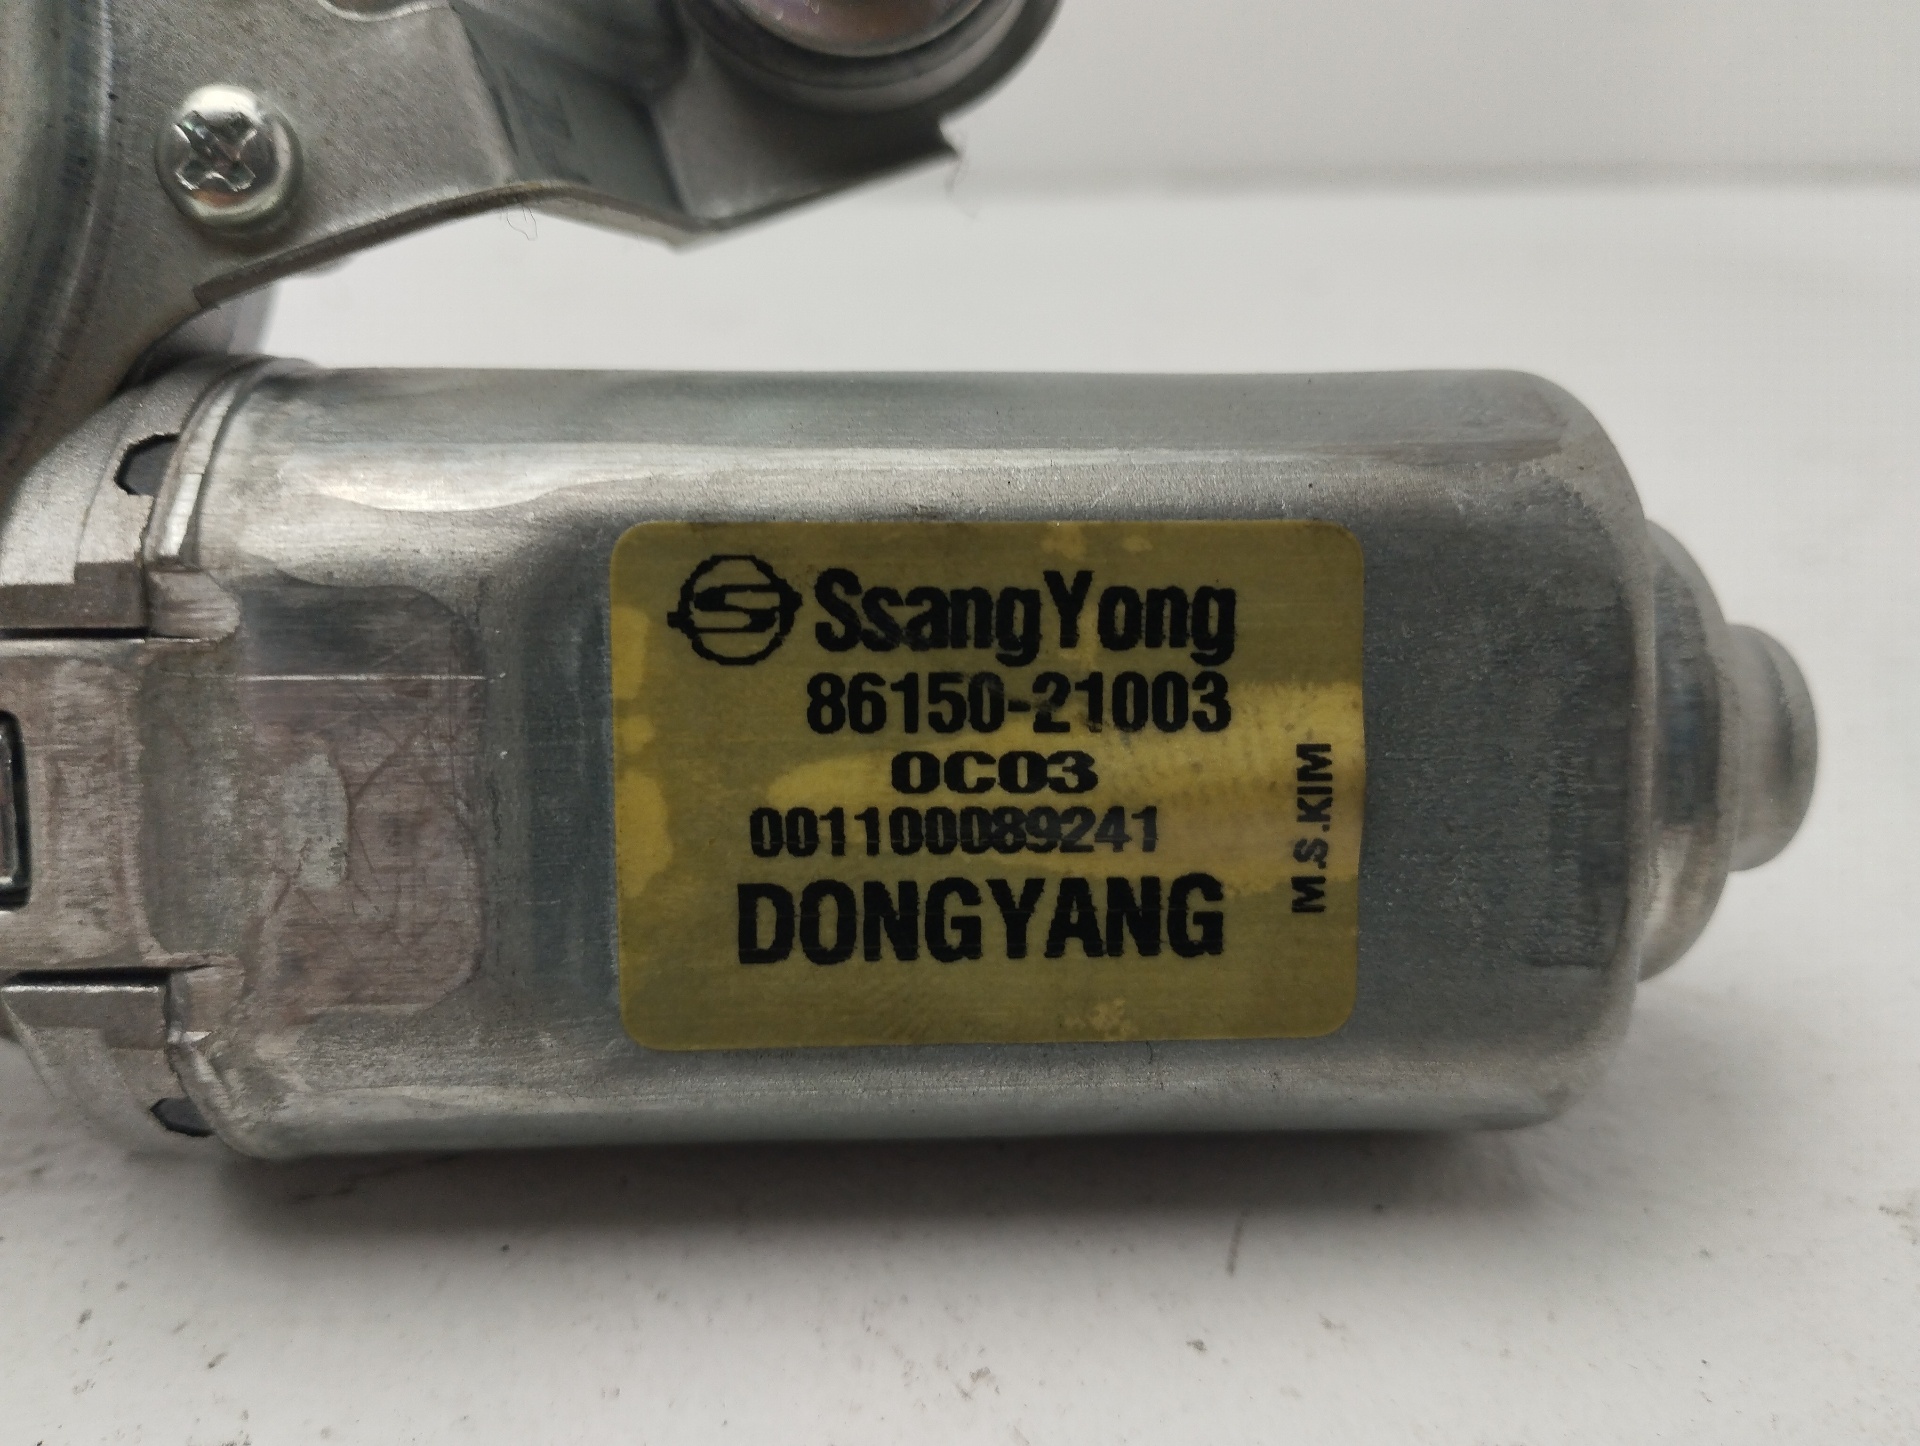 SsangYong
86150-21003
0C03
001100089241
DONGYANG
M.S.KIM